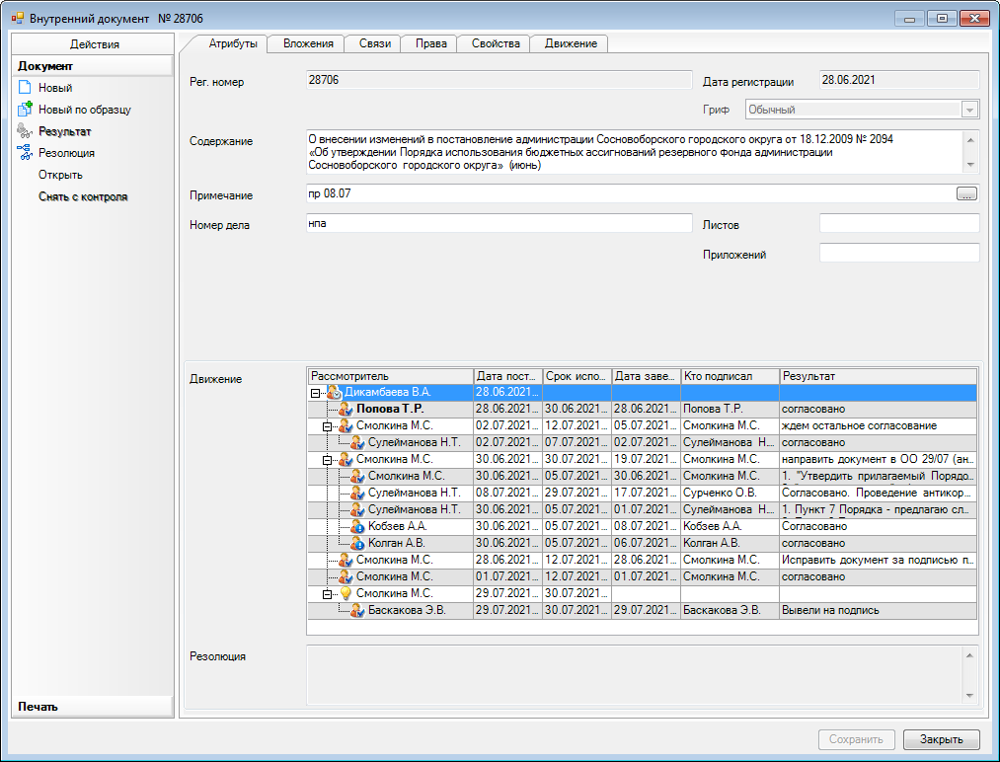 Внутренний документ № 28706
Действия
Документ
Новый
Новый по образцу
Результат
Резолюция
Открыть
Снять с контроля
Печать
Атрибуты Вложения Связи Права Свойства Движение
Рег. номер 28706 Дата регистрации 28.06.2021
Гриф Обычный
Содержание О внесении изменений в постановление администрации Сосновоборского городского округа от 18.12.2009 № 2094
«Об утверждении Порядка использования бюджетных ассигнований резервного фонда администрации
Сосновоборского городского округа» (июнь)
Примечание пр 08.07 ...
Номер дела нпа Листов
Приложений
Движение
Рассмотритель Дата пост... Срок испо... Дата заве... Кто подписал Результат
Дикамбаева В.А. 28.06.2021...
Попова Т.Р. 28.06.2021... 30.06.2021... 28.06.2021... Попова Т.Р. согласовано
Смолкина М.С. 02.07.2021... 12.07.2021... 05.07.2021... Смолкина М.С. ждем остальное согласование
Сулейманова Н.Т. 02.07.2021... 07.07.2021... 02.07.2021... Сулейманова Н... согласовано
Смолкина М.С. 30.06.2021... 30.07.2021... 19.07.2021... Смолкина М.С. направить документ в ОО 29/07 (ан...
Смолкина М.С. 30.06.2021... 05.07.2021... 30.06.2021... Смолкина М.С. 1. "Утвердить прилагаемый Порядо...
Сулейманова Н.Т. 08.07.2021... 29.07.2021... 17.07.2021... Сурченко О.В. Согласовано. Проведение антикор...
Сулейманова Н.Т. 30.06.2021... 05.07.2021... 01.07.2021... Сулейманова Н... 1. Пункт 7 Порядка - предлагаю сл...
Кобзев А.А. 30.06.2021... 05.07.2021... 08.07.2021... Кобзев А.А. Согласовано
Колган А.В. 30.06.2021... 05.07.2021... 06.07.2021... Колган А.В. согласовано
Смолкина М.С. 28.06.2021... 12.07.2021... 28.06.2021... Смолкина М.С. Исправить документ за подписью п...
Смолкина М.С. 01.07.2021... 12.07.2021... 01.07.2021... Смолкина М.С. согласовано
Смолкина М.С. 29.07.2021... 30.07.2021...
Баскакова Э.В. 29.07.2021... 30.07.2021... 29.07.2021... Баскакова Э.В. Вывели на подпись
Резолюция
Сохранить Закрыть